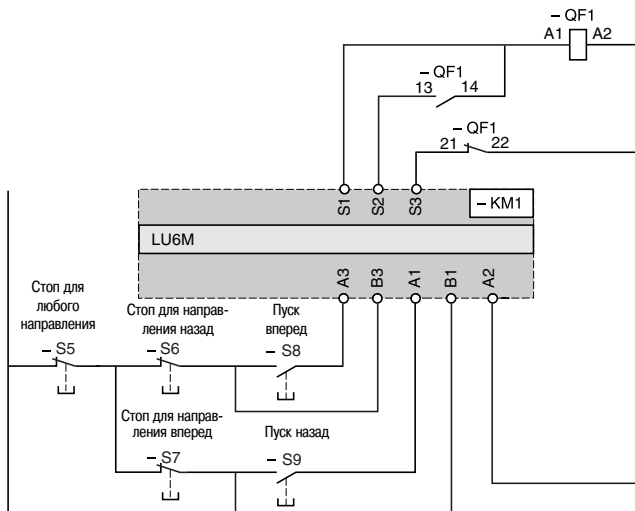 – QF1
A1 A2
– QF1
13 14
– QF1
21 22
S1 S2 S3
– KM1
LU6M
A3 B3 A1 B1 A2
Стоп для
любого
направления
– S5
Стоп для направ-
ления назад
– S6
Пуск
вперед
– S8
Стоп для направ-
ления вперед
– S7
Пуск назад
– S9